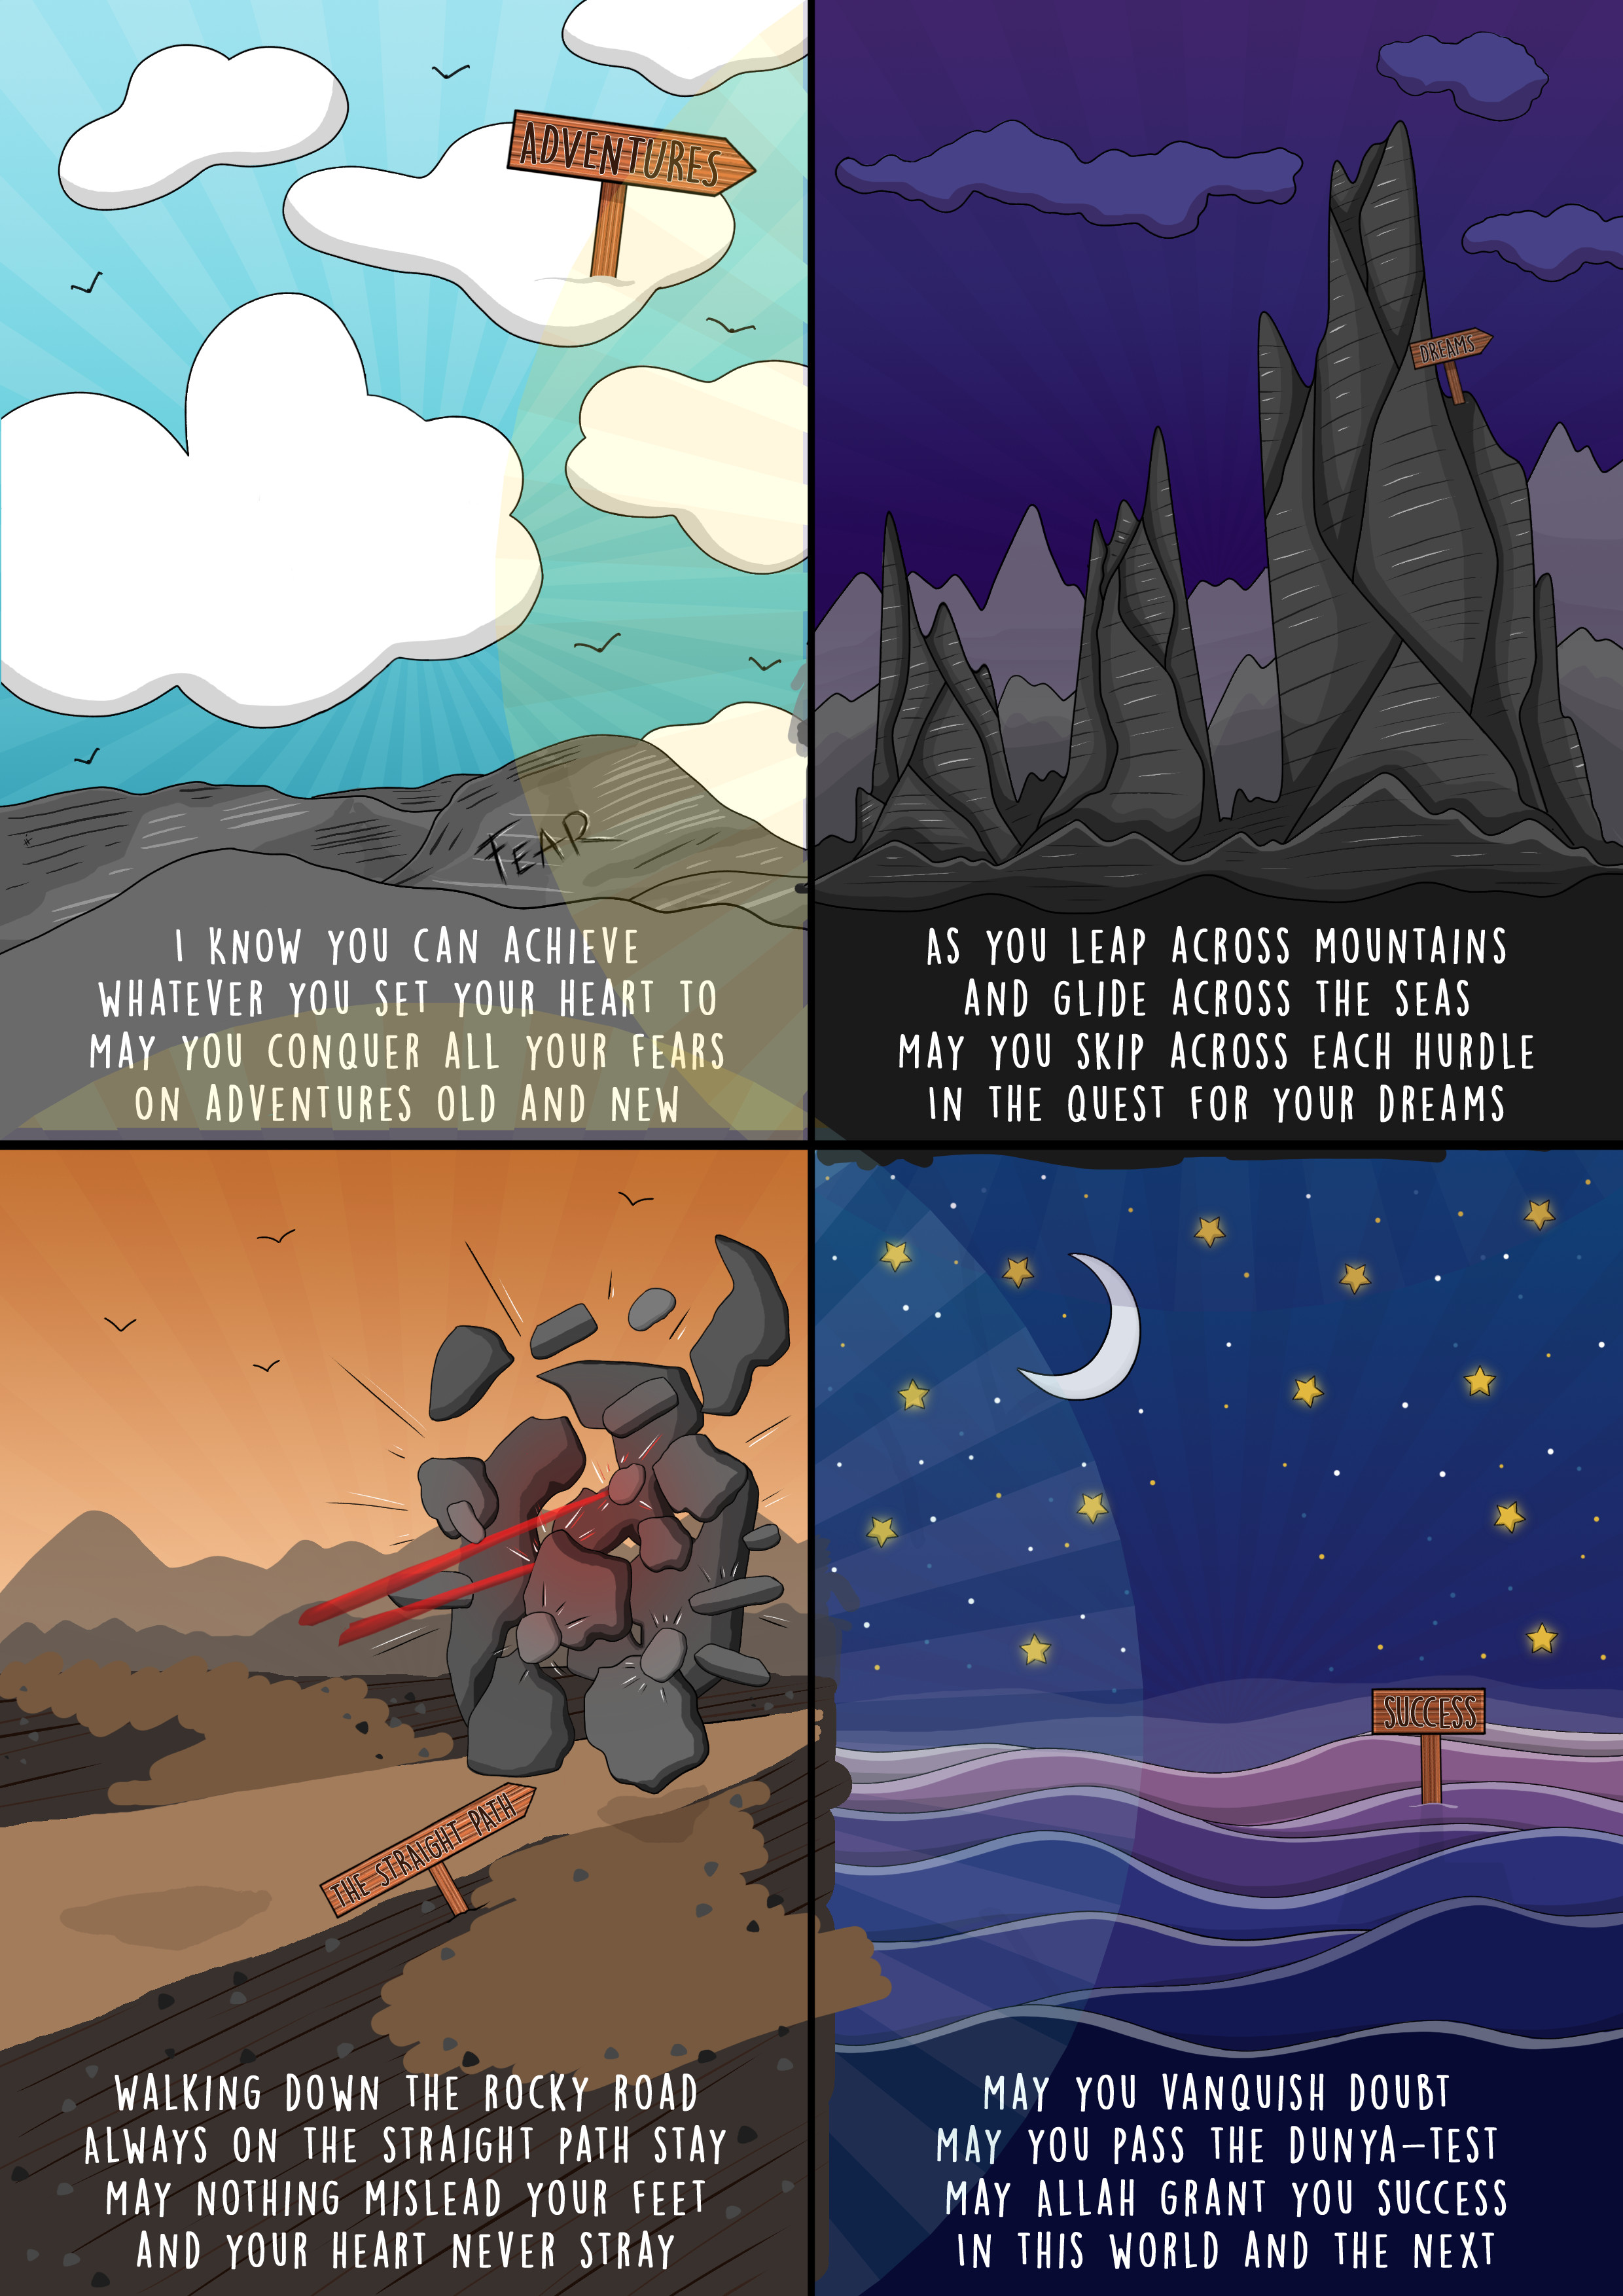 ADVENTURES
FEAR
I KNOW YOU CAN ACHIEVE
WHATEVER YOU SET YOUR HEART TO
MAY YOU CONQUER ALL YOUR FEARS
ON ADVENTURES OLD AND NEW
DREAMS
AS YOU LEAP ACROSS MOUNTAINS
AND GLIDE ACROSS THE SEAS
MAY YOU SKIP ACROSS EACH HURDLE
IN THE QUEST FOR YOUR DREAMS
THE STRAIGHT PATH
WALKING DOWN THE ROCKY ROAD
ALWAYS ON THE STRAIGHT PATH STAY
MAY NOTHING MISLEAD YOUR FEET
AND YOUR HEART NEVER STRAY
SUCCESS
MAY YOU VANQUISH DOUBT
MAY YOU PASS THE DUNYA-TEST
MAY ALLAH GRANT YOU SUCCESS
IN THIS WORLD AND THE NEXT